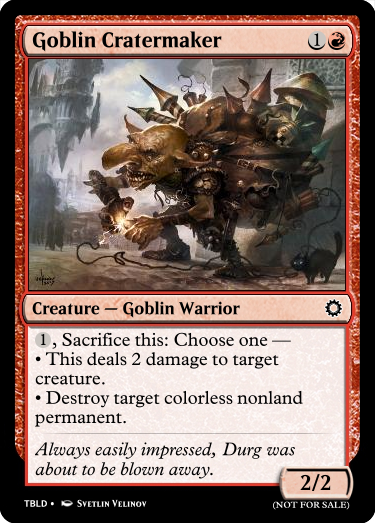 Goblin Cratermaker 1
Creature — Goblin Warrior
1, Sacrifice this: Choose one —
• This deals 2 damage to target
creature.
• Destroy target colorless nonland
permanent.
Always easily impressed, Durg was
about to be blown away.
2/2
TBLD • Svetlin Velinov
(NOT FOR SALE)